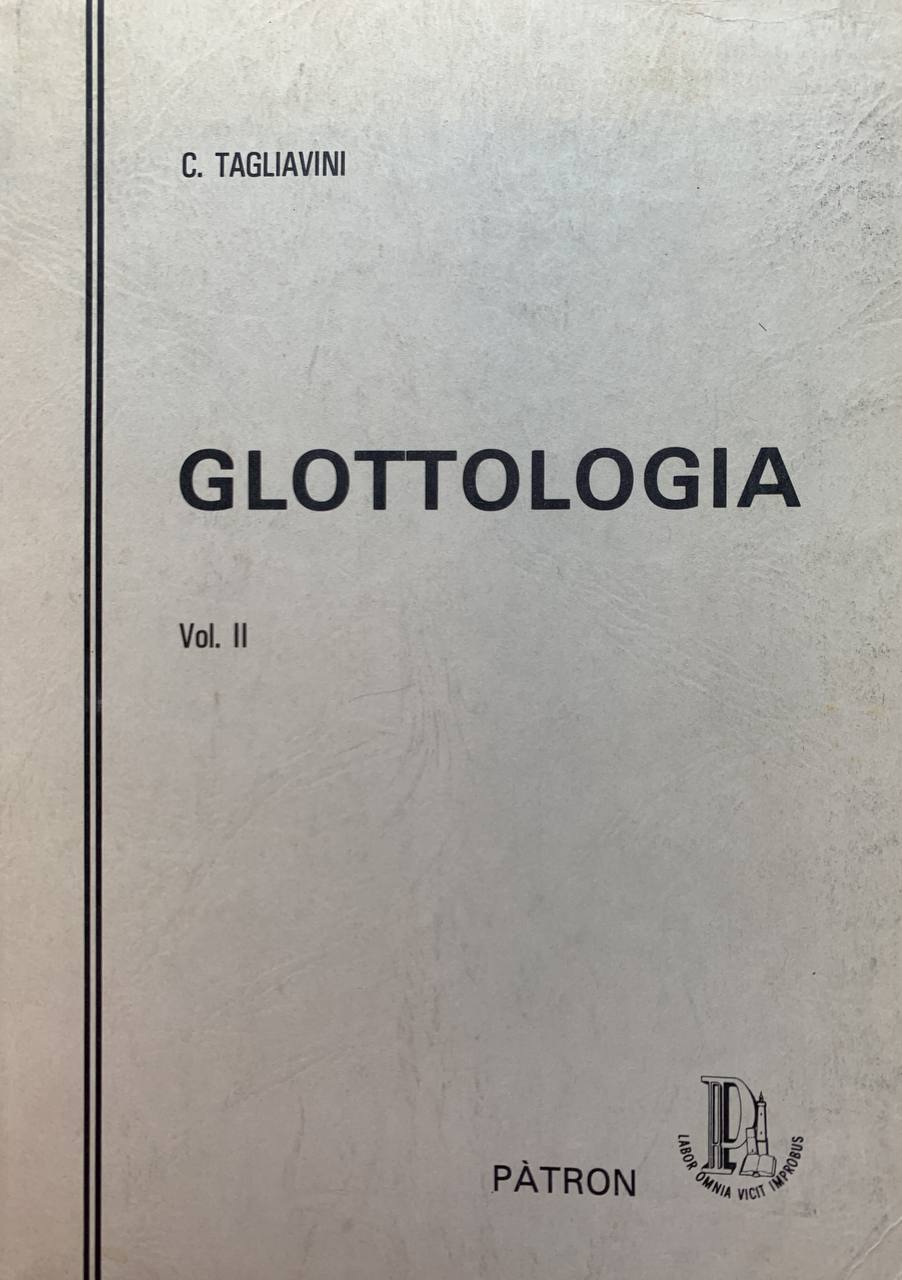 C. TAGLIAVINI
GLOTTOLOGIA
Vol. II
PÀTRON
P
LABOR OMNIA VICIT IMPROBUS